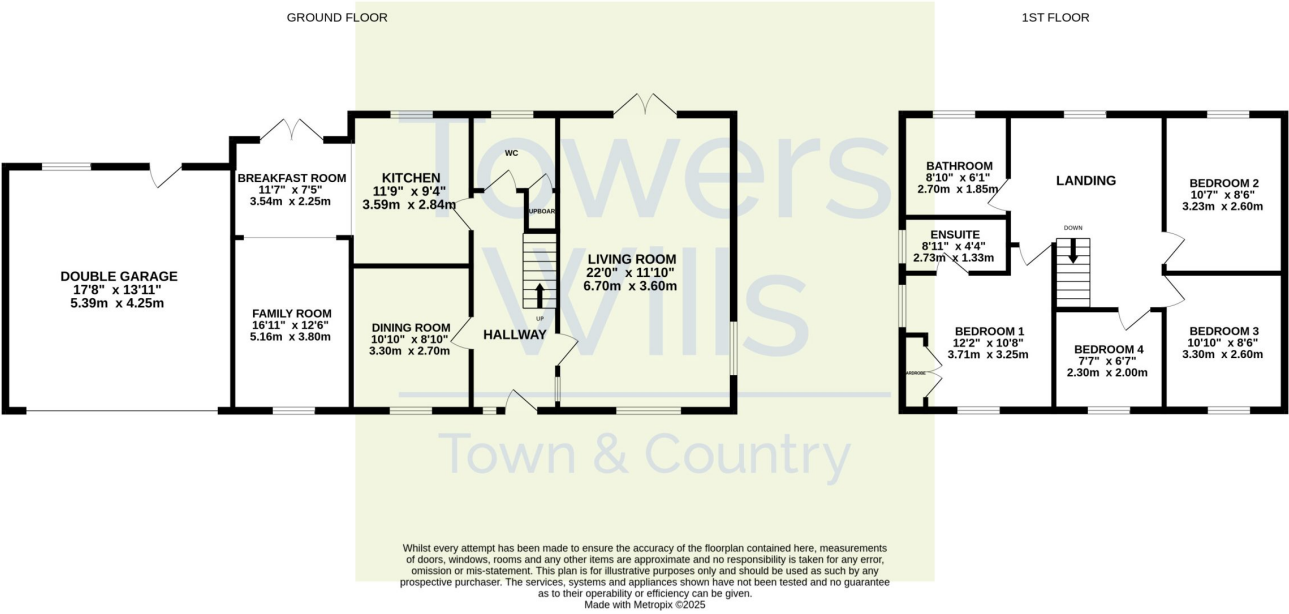 GROUND FLOOR
1ST FLOOR
Towers
Wills
Town & Country
BREAKFAST ROOM
11'7" x 7'5"
3.54m x 2.25m
KITCHEN
11'9" x 9'4"
3.59m x 2.84m
WC
UPBOAR
DOUBLE GARAGE
17'8" x 13'11"
5.39m x 4.25m
FAMILY ROOM
16'11" x 12'6"
5.16m x 3.80m
DINING ROOM
10'10" x 8'10"
3.30m x 2.70m
UP
HALLWAY
LIVING ROOM
22'0" x 11'10"
6.70m x 3.60m
BATHROOM
8'10" x 6'1"
2.70m x 1.85m
LANDING
BEDROOM 2
10'7" x 8'6"
3.23m x 2.60m
ENSUITE
8'11" x 4'4"
2.73m x 1.33m
DOWN
BEDROOM 1
12'2" x 10'8"
3.71m x 3.25m
ARDROBE
BEDROOM 4
7'7" x 6'7"
2.30m x 2.00m
BEDROOM 3
10'10" x 8'6"
3.30m x 2.60m
Whilst every attempt has been made to ensure the accuracy of the floorplan contained here, measurements
of doors, windows, rooms and any other items are approximate and no responsibility is taken for any error,
omission or mis-statement. This plan is for illustrative purposes only and should be used as such by any
prospective purchaser. The services, systems and appliances shown have not been tested and no guarantee
as to their operability or efficiency can be given.
Made with Metropix ©2025